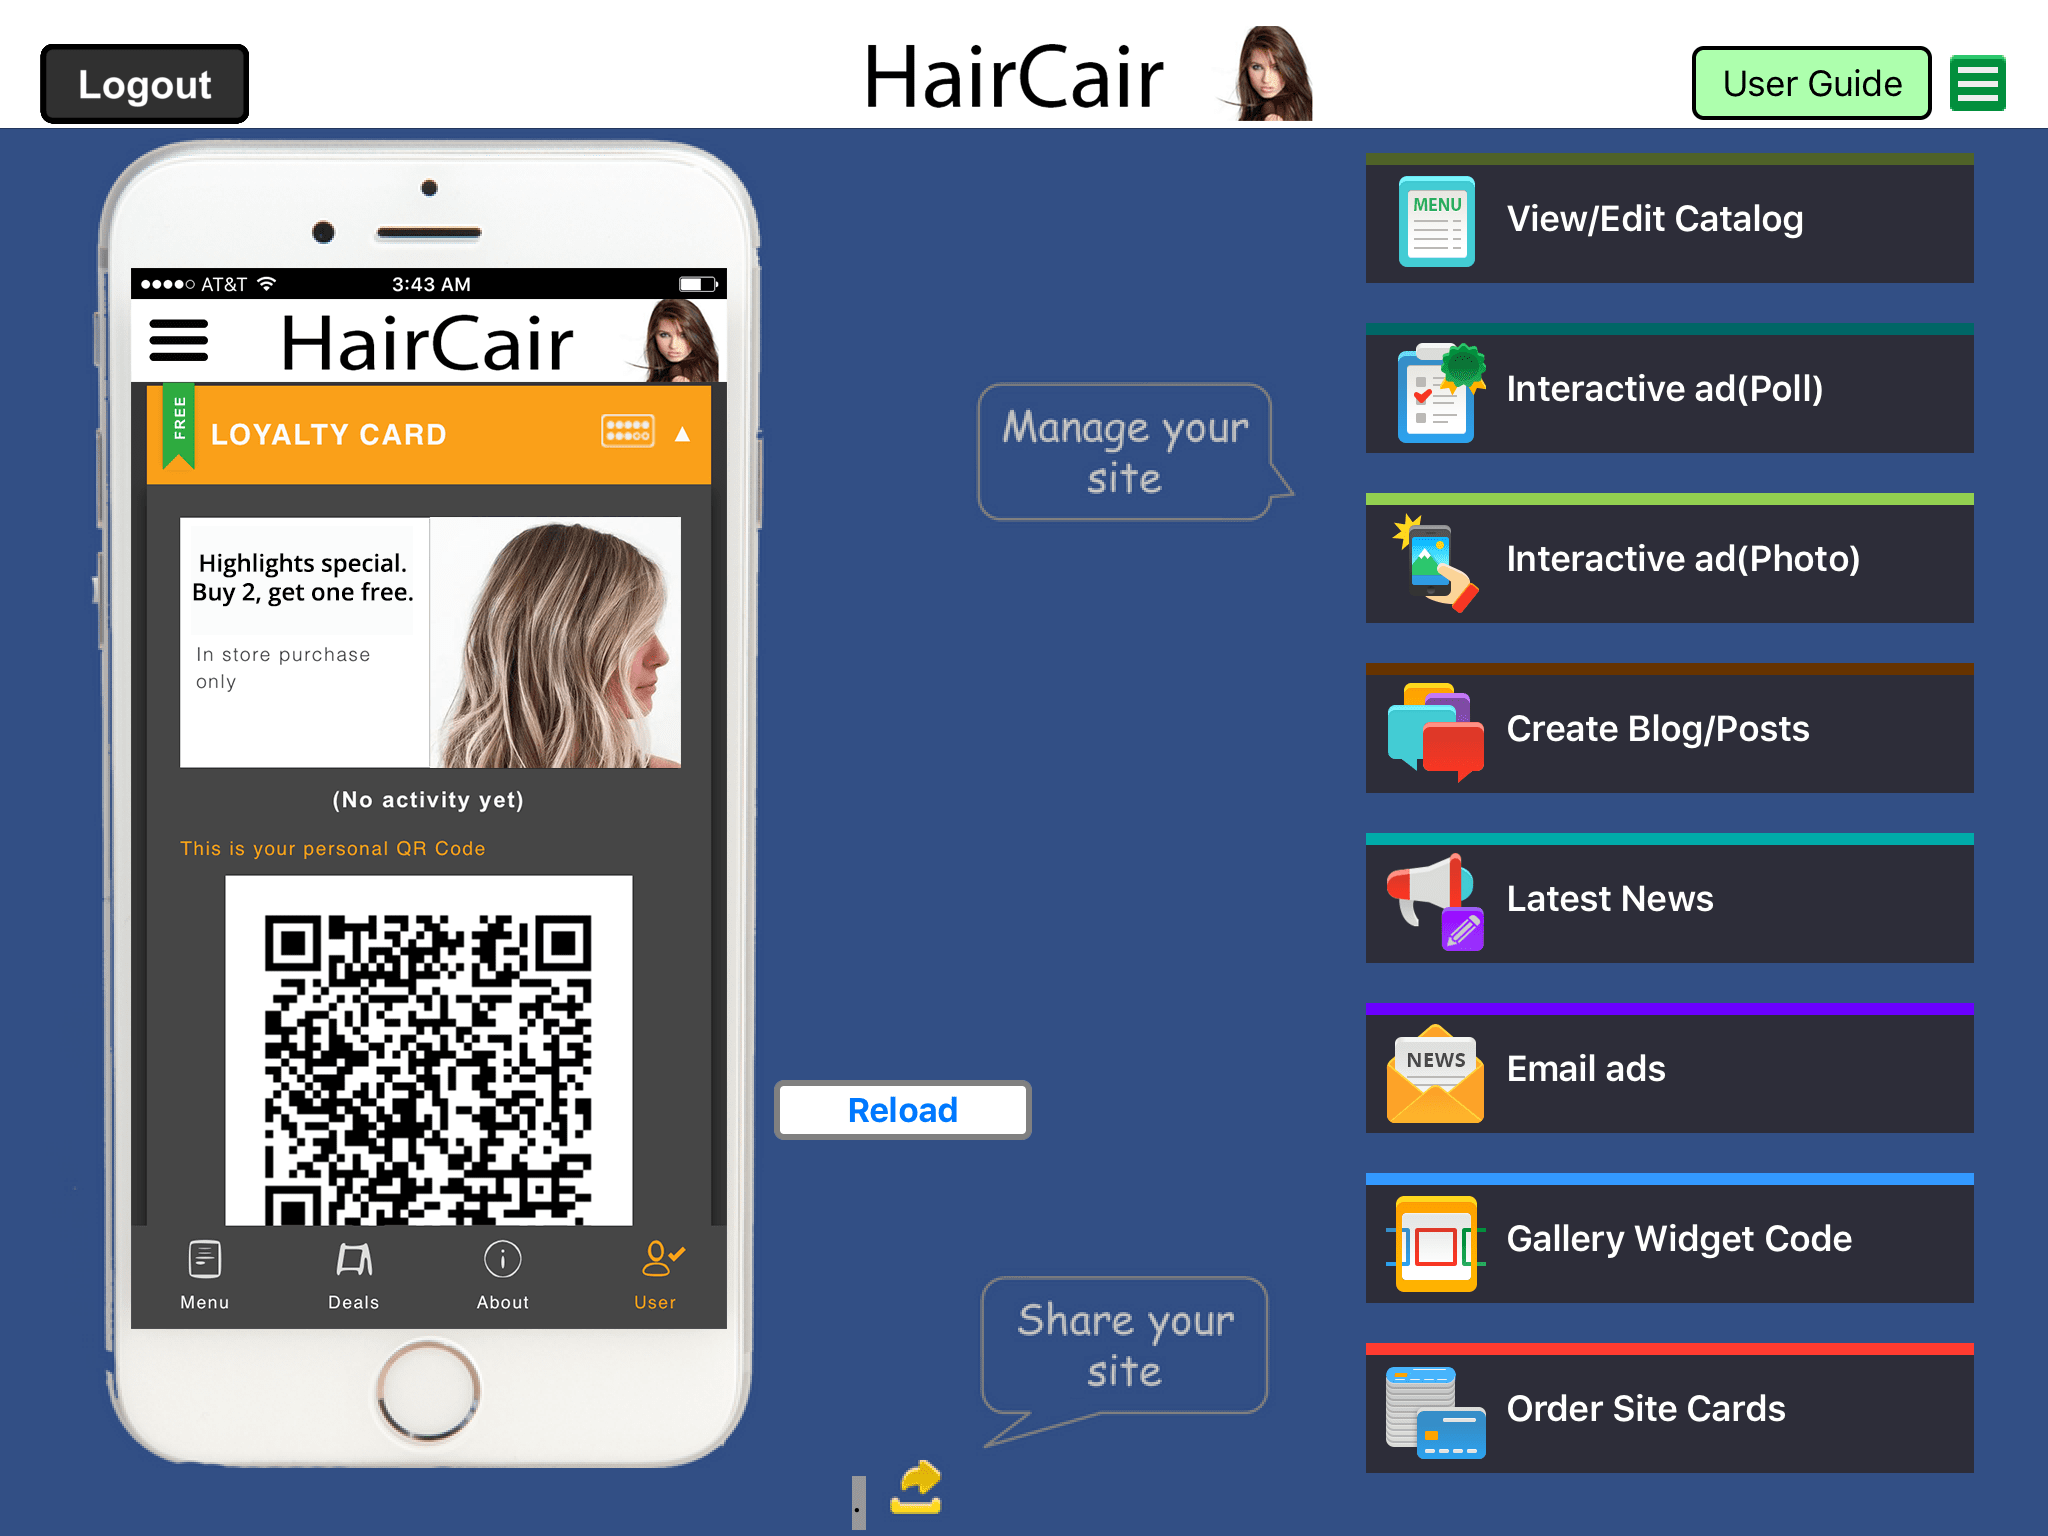 Logout
HairCair
User Guide
AT&T
3:43 AM
HairCair
FREE
LOYALTY CARD
Highlights special.
Buy 2, get one free.
In store purchase
only
(No activity yet)
This is your personal QR Code
Menu
Deals
About
User
Manage your
site
Reload
Share your
site
.
MENU
View/Edit Catalog
Interactive ad(Poll)
Interactive ad(Photo)
Create Blog/Posts
Latest News
NEWS
Email ads
Gallery Widget Code
Order Site Cards